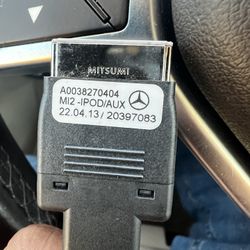 MITSUMI
A0038270404
MI2 -IPOD/AUX
22.04.13 / 20397083